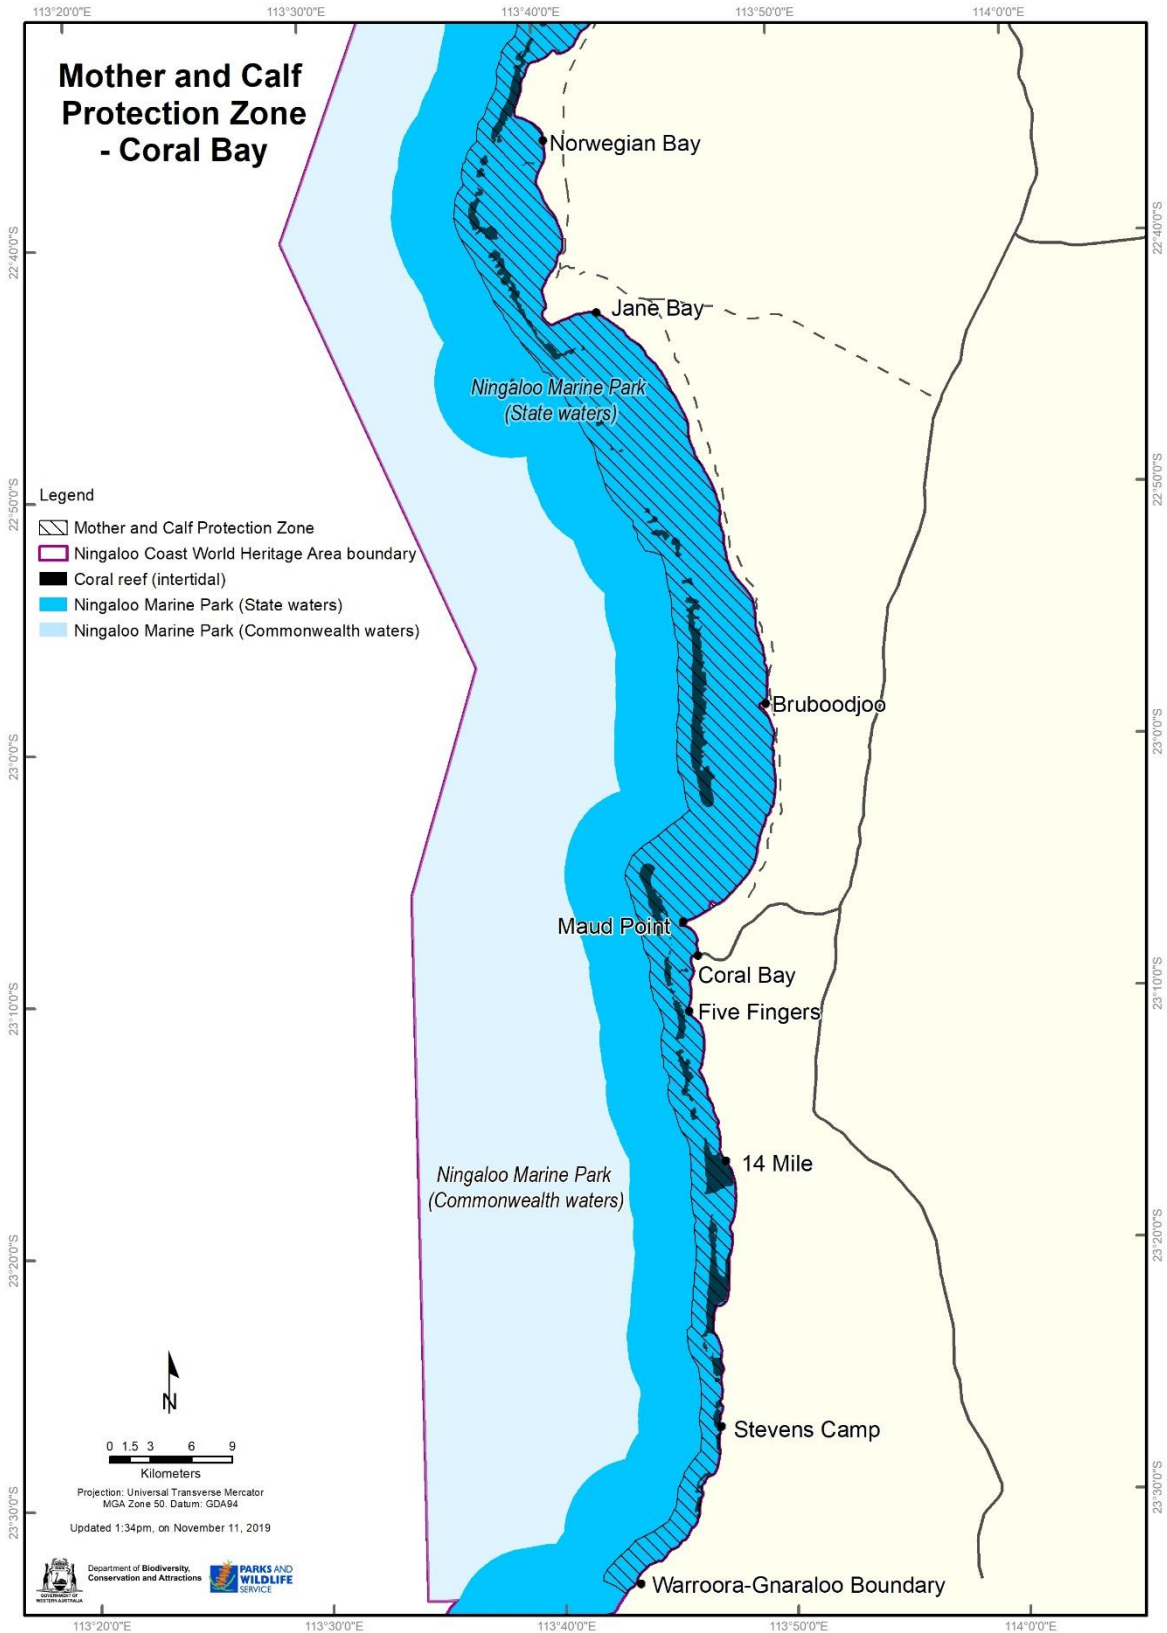 113°20'0"E
113°30'0"E
113°40'0"E
113°50'0"E
114°0'0"E
Mother and Calf
Protection Zone
- Coral Bay
Norwegian Bay
22°40'0"S
22°40'0"S
Jane Bay
Ningaloo Marine Park
(State waters)
22°50'0"S
22°50'0"S
Legend
Mother and Calf Protection Zone
Ningaloo Coast World Heritage Area boundary
Coral reef (intertidal)
Ningaloo Marine Park (State waters)
Ningaloo Marine Park (Commonwealth waters)
Bruboodjoo
23°0'0"S
23°0'0"S
Maud Point
Coral Bay
23°10'0"S
23°10'0"S
Five Fingers
14 Mile
Ningaloo Marine Park
(Commonwealth waters)
23°20'0"S
23°20'0"S
N
Stevens Camp
0 1.5 3 6 9
Kilometers
Projection: Universal Transverse Mercator
MGA Zone 50. Datum: GDA94
23°30'0"S
23°30'0"S
Updated 1:34pm, on November 11, 2019
Department of Biodiversity,
Conservation and Attractions
GOVERNMENT OF
WESTERN AUSTRALIA
PARKS AND
WILDLIFE
SERVICE
Warroora-Gnaraloo Boundary
113°20'0"E
113°30'0"E
113°40'0"E
113°50'0"E
114°0'0"E